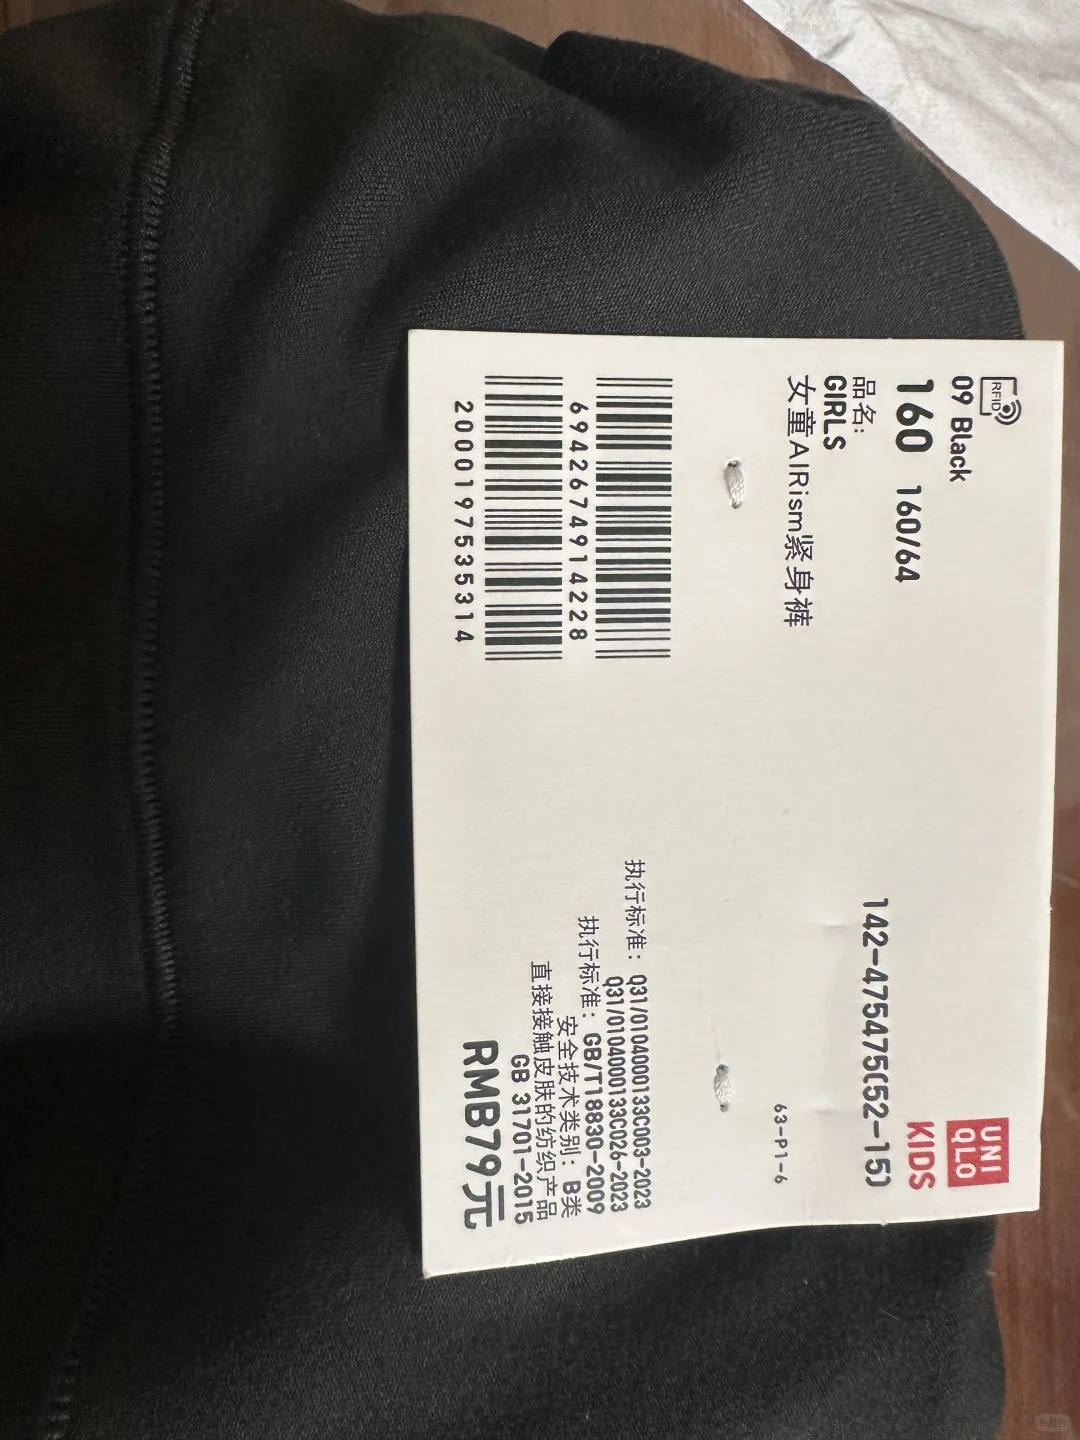 RFID
09 Black
160 160/64
品名:
GIRLS
女童AIRism紧身裤
UNI
QLO
KIDS
142-475475(52-15)
63-P1-6
6942674914228
2000197535314
执行标准: Q31/0104000133C003-2023
Q31/0104000133C026-2023
执行标准: GB/T18830-2009
安全技术类别: B类
直接接触皮肤的纺织产品
GB 31701-2015
RMB79元